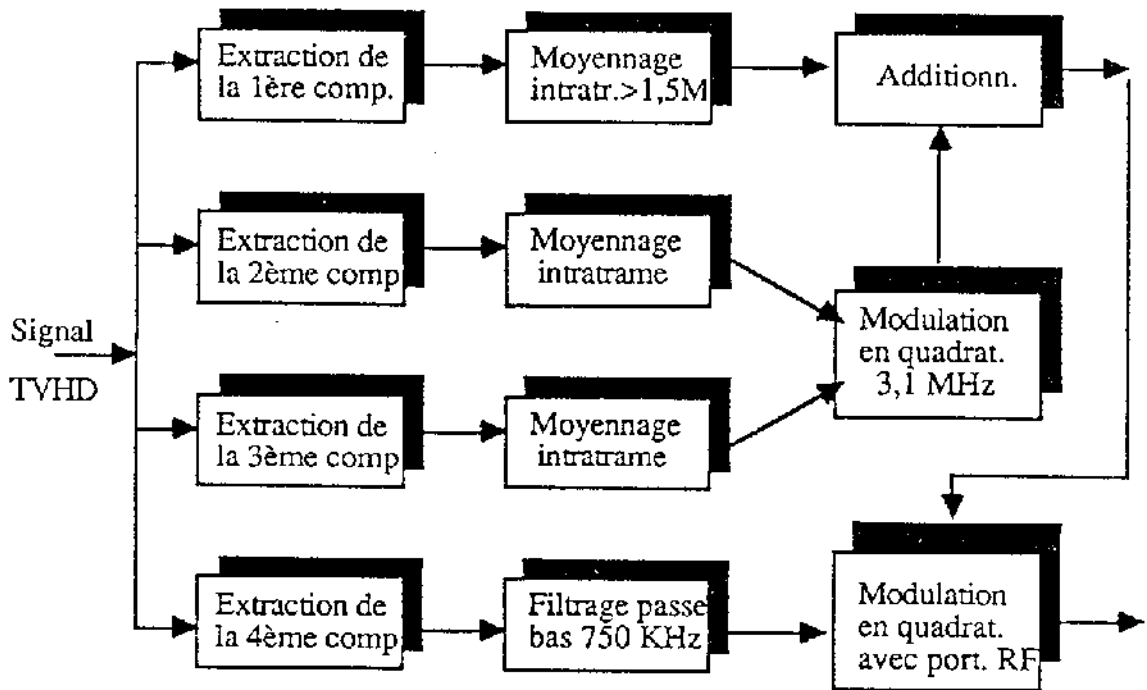 Extraction de
la 1ère comp.
Moyennage
intratr.>1,5M
Additionn.
Extraction de
la 2ème comp
Moyennage
intratrame
Modulation
en quadrat.
3,1 MHz
Signal
TVHD
Extraction de
la 3ème comp
Moyennage
intratrame
Extraction de
la 4ème comp
Filtrage passe
bas 750 KHz
Modulation
en quadrat.
avec port. RF